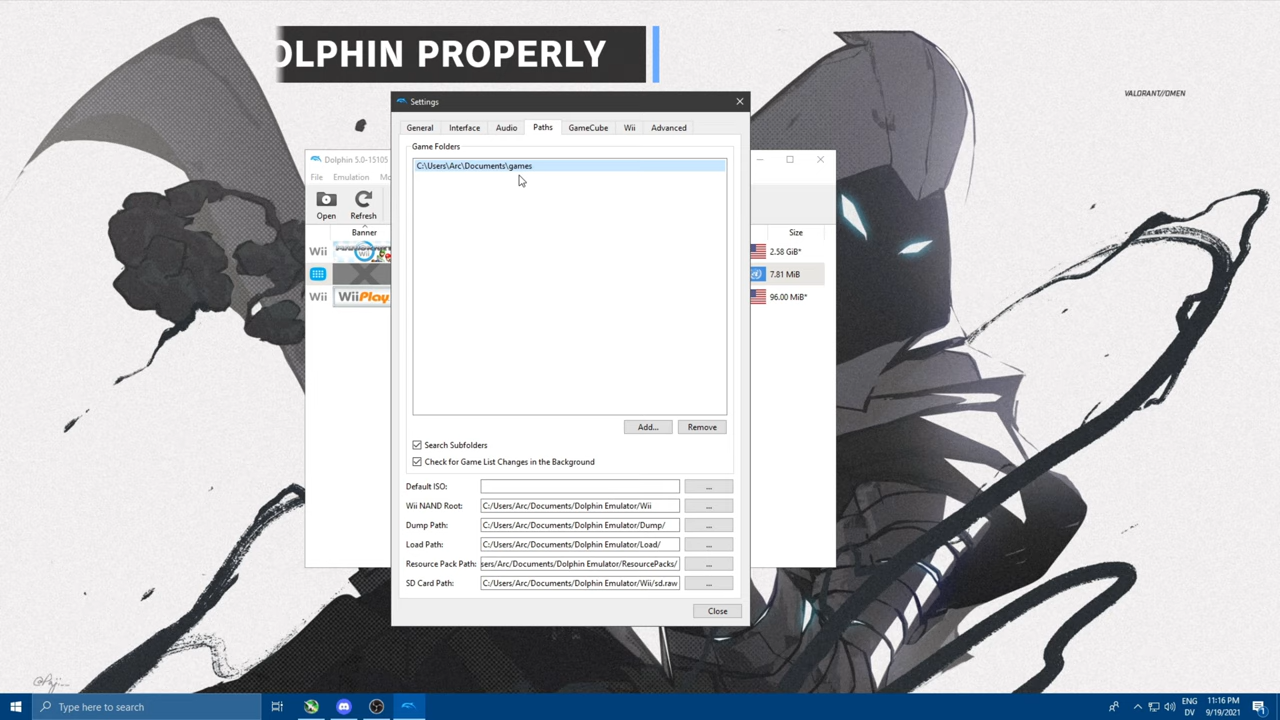 OLPHIN PROPERLY
VALORANT//OMEN
Settings
General Interface Audio Paths GameCube Wii Advanced
Game Folders
C:\Users\Arc\Documents\games
Dolphin 5.0-15105
File Emulation Mo
Open Refresh
Banner
Size
Wii
Wii
2.58 GiB*
7.81 MiB
Wii WiiPlay
96.00 MiB*
Add... Remove
Search Subfolders
Check for Game List Changes in the Background
Default ISO: ...
Wii NAND Root: C:/Users/Arc/Documents/Dolphin Emulator/Wii ...
Dump Path: C:/Users/Arc/Documents/Dolphin Emulator/Dump/ ...
Load Path: C:/Users/Arc/Documents/Dolphin Emulator/Load/ ...
Resource Pack Path: sers/Arc/Documents/Dolphin Emulator/ResourcePacks/ ...
SD Card Path: C:/Users/Arc/Documents/Dolphin Emulator/Wii/sd.raw ...
Close
Type here to search
ENG
DV
11:16 PM
9/19/2021
1